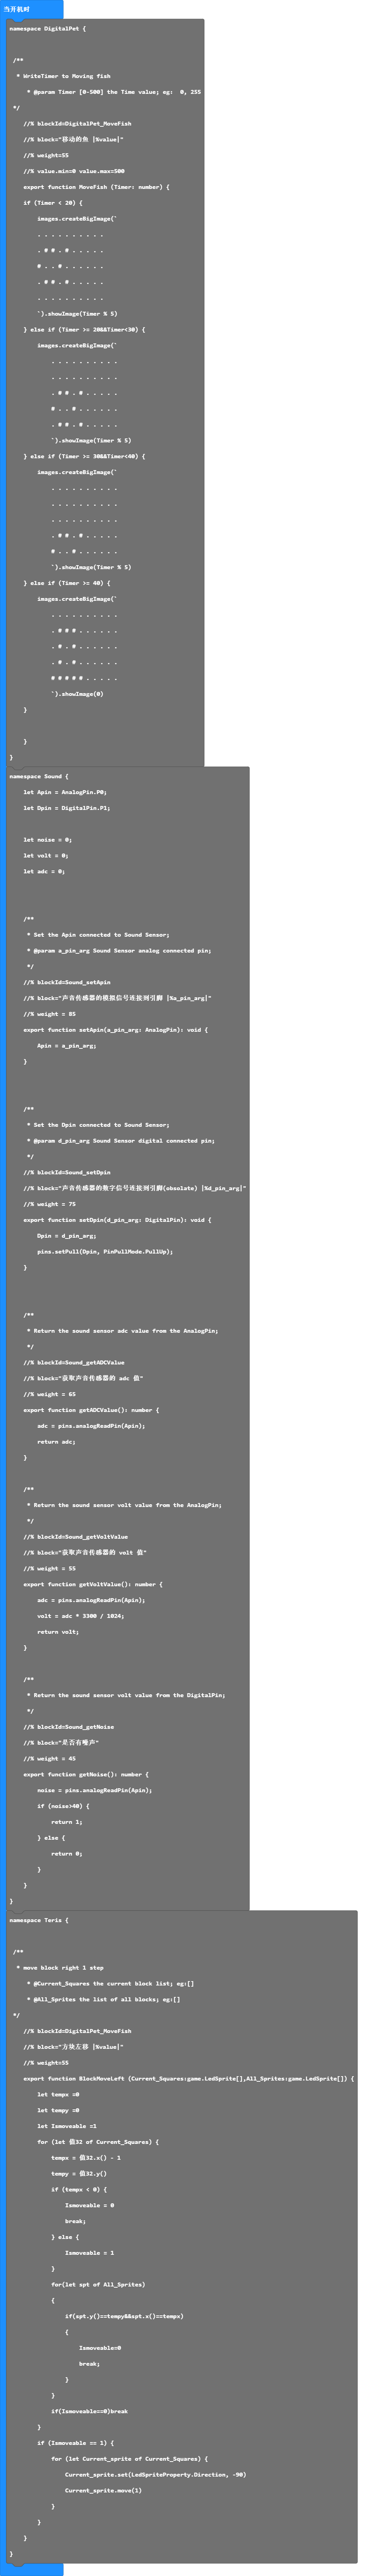 当开机时
namespace DigitalPet {
/**
* WriteTimer to Moving fish
* @param Timer [0-500] the Time value; eg:  0, 255
*/
//% blockId=DigitalPet_MoveFish
//% block="移动的鱼 |%value|"
//% weight=55
//% value.min=0 value.max=500
export function MoveFish (Timer: number) {
if (Timer < 20) {
images.createBigImage(`
. . . . . . . . . .
. # # . # . . . . .
# . . # . . . . . .
. # # . # . . . . .
. . . . . . . . . .
`).showImage(Timer % 5)
} else if (Timer >= 20&&Timer<30) {
images.createBigImage(`
. . . . . . . . . .
. . . . . . . . . .
. # # . # . . . . .
# . . # . . . . . .
. # # . # . . . . .
`).showImage(Timer % 5)
} else if (Timer >= 30&&Timer<40) {
images.createBigImage(`
. . . . . . . . . .
. . . . . . . . . .
. . . . . . . . . .
. # # . # . . . . .
# . . # . . . . . .
`).showImage(Timer % 5)
} else if (Timer >= 40) {
images.createBigImage(`
. . . . . . . . . .
. # # # . . . . . .
. # . # . . . . . .
. # . # . . . . . .
# # # # # . . . . .
`).showImage(0)
}
}
}
namespace Sound {
let Apin = AnalogPin.P0;
let Dpin = DigitalPin.P1;
let noise = 0;
let volt = 0;
let adc = 0;
/**
* Set the Apin connected to Sound Sensor;
* @param a_pin_arg Sound Sensor analog connected pin;
*/
//% blockId=Sound_setApin
//% block="声音传感器的模拟信号连接到引脚 |%a_pin_arg|"
//% weight = 85
export function setApin(a_pin_arg: AnalogPin): void {
Apin = a_pin_arg;
}
/**
* Set the Dpin connected to Sound Sensor;
* @param d_pin_arg Sound Sensor digital connected pin;
*/
//% blockId=Sound_setDpin
//% block="声音传感器的数字信号连接到引脚(obsolate) |%d_pin_arg|"
//% weight = 75
export function setDpin(d_pin_arg: DigitalPin): void {
Dpin = d_pin_arg;
pins.setPull(Dpin, PinPullMode.PullUp);
}
/**
* Return the sound sensor adc value from the AnalogPin;
*/
//% blockId=Sound_getADCValue
//% block="获取声音传感器的 adc 值"
//% weight = 65
export function getADCValue(): number {
adc = pins.analogReadPin(Apin);
return adc;
}
/**
* Return the sound sensor volt value from the AnalogPin;
*/
//% blockId=Sound_getVoltValue
//% block="获取声音传感器的 volt 值"
//% weight = 55
export function getVoltValue(): number {
adc = pins.analogReadPin(Apin);
volt = adc * 3300 / 1024;
return volt;
}
/**
* Return the sound sensor volt value from the DigitalPin;
*/
//% blockId=Sound_getNoise
//% block="是否有噪声"
//% weight = 45
export function getNoise(): number {
noise = pins.analogReadPin(Apin);
if (noise>40) {
return 1;
} else {
return 0;
}
}
}
namespace Teris {
/**
* move block right 1 step
* @Current_Squares the current block list; eg:[]
* @All_Sprites the list of all blocks; eg:[]
*/
//% blockId=DigitalPet_MoveFish
//% block="方块左移 |%value|"
//% weight=55
export function BlockMoveLeft (Current_Squares:game.LedSprite[],All_Sprites:game.LedSprite[]) {
let tempx =0
let tempy =0
let Ismoveable =1
for (let 值32 of Current_Squares) {
tempx = 值32.x() - 1
tempy = 值32.y()
if (tempx < 0) {
Ismoveable = 0
break;
} else {
Ismoveable = 1
}
for(let spt of All_Sprites)
{
if(spt.y()==tempy&&spt.x()==tempx)
{
Ismoveable=0
break;
}
}
if(Ismoveable==0)break
}
if (Ismoveable == 1) {
for (let Current_sprite of Current_Squares) {
Current_sprite.set(LedSpriteProperty.Direction, -90)
Current_sprite.move(1)
}
}
}
}